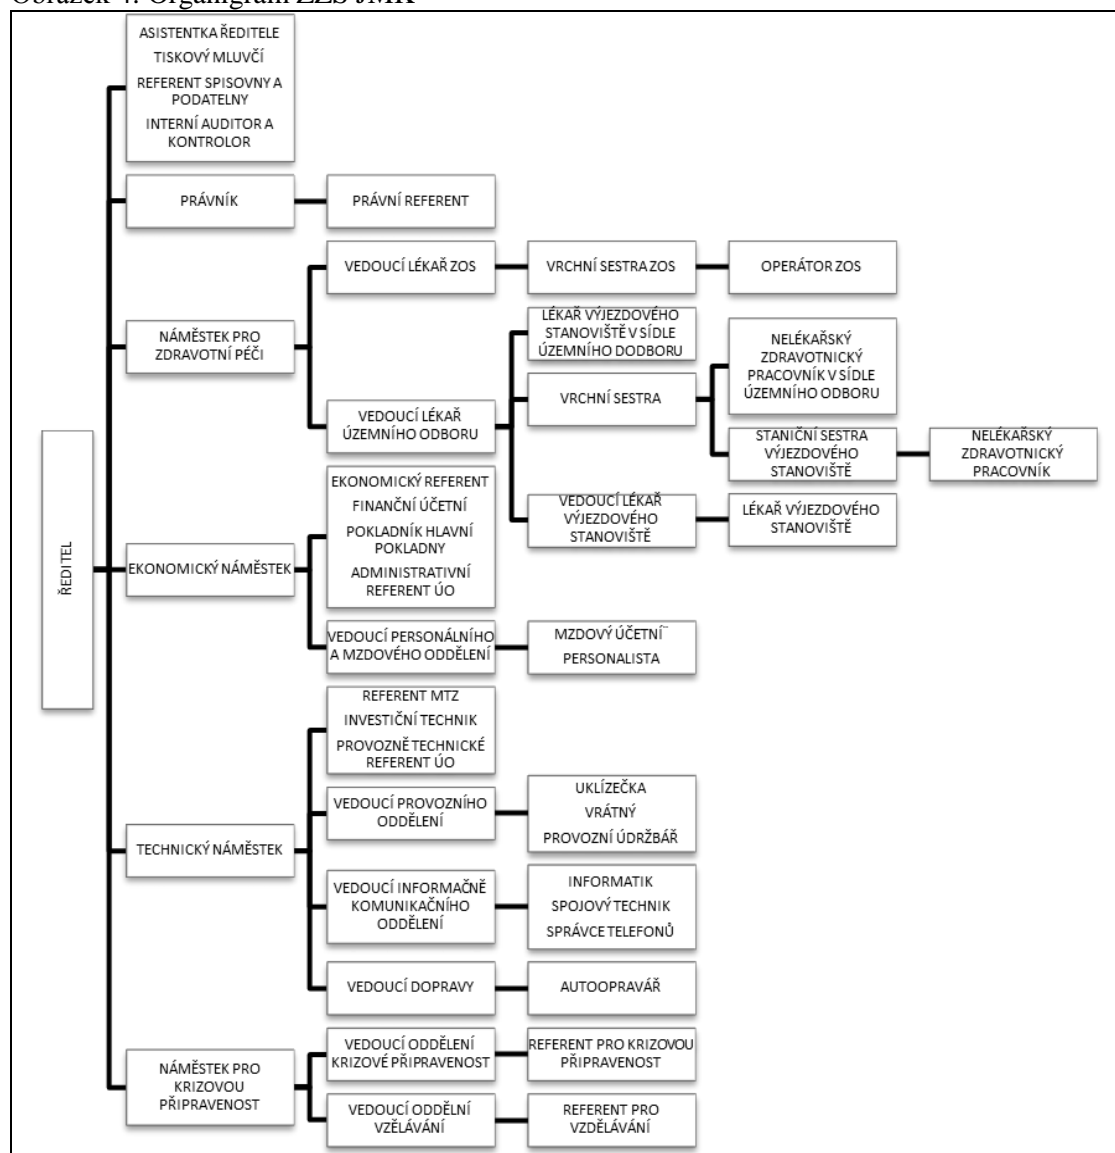 Obrázek 4: Organigram ZZS JMK
ASISTENTKA ŘEDITELE
TISKOVÝ MLUVČÍ
REFERENT SPISOVNY A
PODATELNY
INTERNÍ AUDITOR A
KONTROLOR
PRÁVNÍK
PRÁVNÍ REFERENT
VEDOUCÍ LÉKAŘ ZOS
VRCHNÍ SESTRA ZOS
OPERÁTOR ZOS
NÁMĚSTEK PRO
ZDRAVOTNÍ PÉČI
LÉKAŘ VÝJEZDOVÉHO
STANOVIŠTĚ V SÍDLE
ÚZEMNÍHO DODBORU
NELÉKAŘSKÝ
ZDRAVOTNICKÝ
PRACOVNÍK V SÍDLE
ÚZEMNÍHO ODBORU
VRCHNÍ SESTRA
VEDOUCÍ LÉKAŘ
ÚZEMNÍHO ODBORU
STANIČNÍ SESTRA
VÝJEZDOVÉHO
STANOVIŠTĚ
NELÉKAŘSKÝ
ZDRAVOTNICKÝ
PRACOVNÍK
VEDOUCÍ LÉKAŘ
VÝJEZDOVÉHO
STANOVIŠTĚ
LÉKAŘ VÝJEZDOVÉHO
STANOVIŠTĚ
ŘEDITEL
EKONOMICKÝ NÁMĚSTEK
EKONOMICKÝ REFERENT
FINANČNÍ ÚČETNÍ
POKLADNÍK HLAVNÍ
POKLADNY
ADMINISTRATIVNÍ
REFERENT ÚO
VEDOUCÍ PERSONÁLNÍHO
A MZDOVÉHO ODDĚLENÍ
MZDOVÝ ÚČETNÍ¨
PERSONALISTA
REFERENT MTZ
INVESTIČNÍ TECHNIK
PROVOZNĚ TECHNICKÉ
REFERENT ÚO
VEDOUCÍ PROVOZNÍHO
ODDĚLENÍ
UKLÍZEČKA
VRÁTNÝ
PROVOZNÍ ÚDRŽBÁŘ
TECHNICKÝ NÁMĚSTEK
VEDOUCÍ INFORMAČNĚ
KOMUNIKAČNÍHO
ODDĚLENÍ
INFORMATIK
SPOJOVÝ TECHNIK
SPRÁVCE TELEFONŮ
VEDOUCÍ DOPRAVY
AUTOOPRAVÁŘ
NÁMĚSTEK PRO
KRIZOVOU
PŘIPRAVENOST
VEDOUCÍ ODDĚLENÍ
KRIZOVÉ PŘIPRAVENOST
REFERENT PRO KRIZOVOU
PŘIPRAVENOST
VEDOUCÍ ODDĚLNÍ
VZĚLÁVÁNÍ
REFERENT PRO
VZDĚLÁVÁNÍ